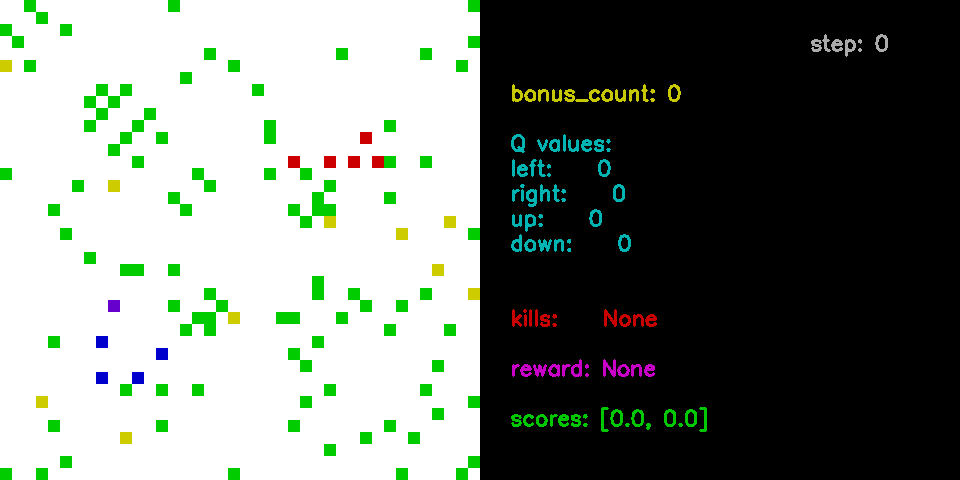 step: 0
bonus_count: 0
Q values:
left: 0
right: 0
up: 0
down: 0
kills: None
reward: None
scores: [0.0, 0.0]